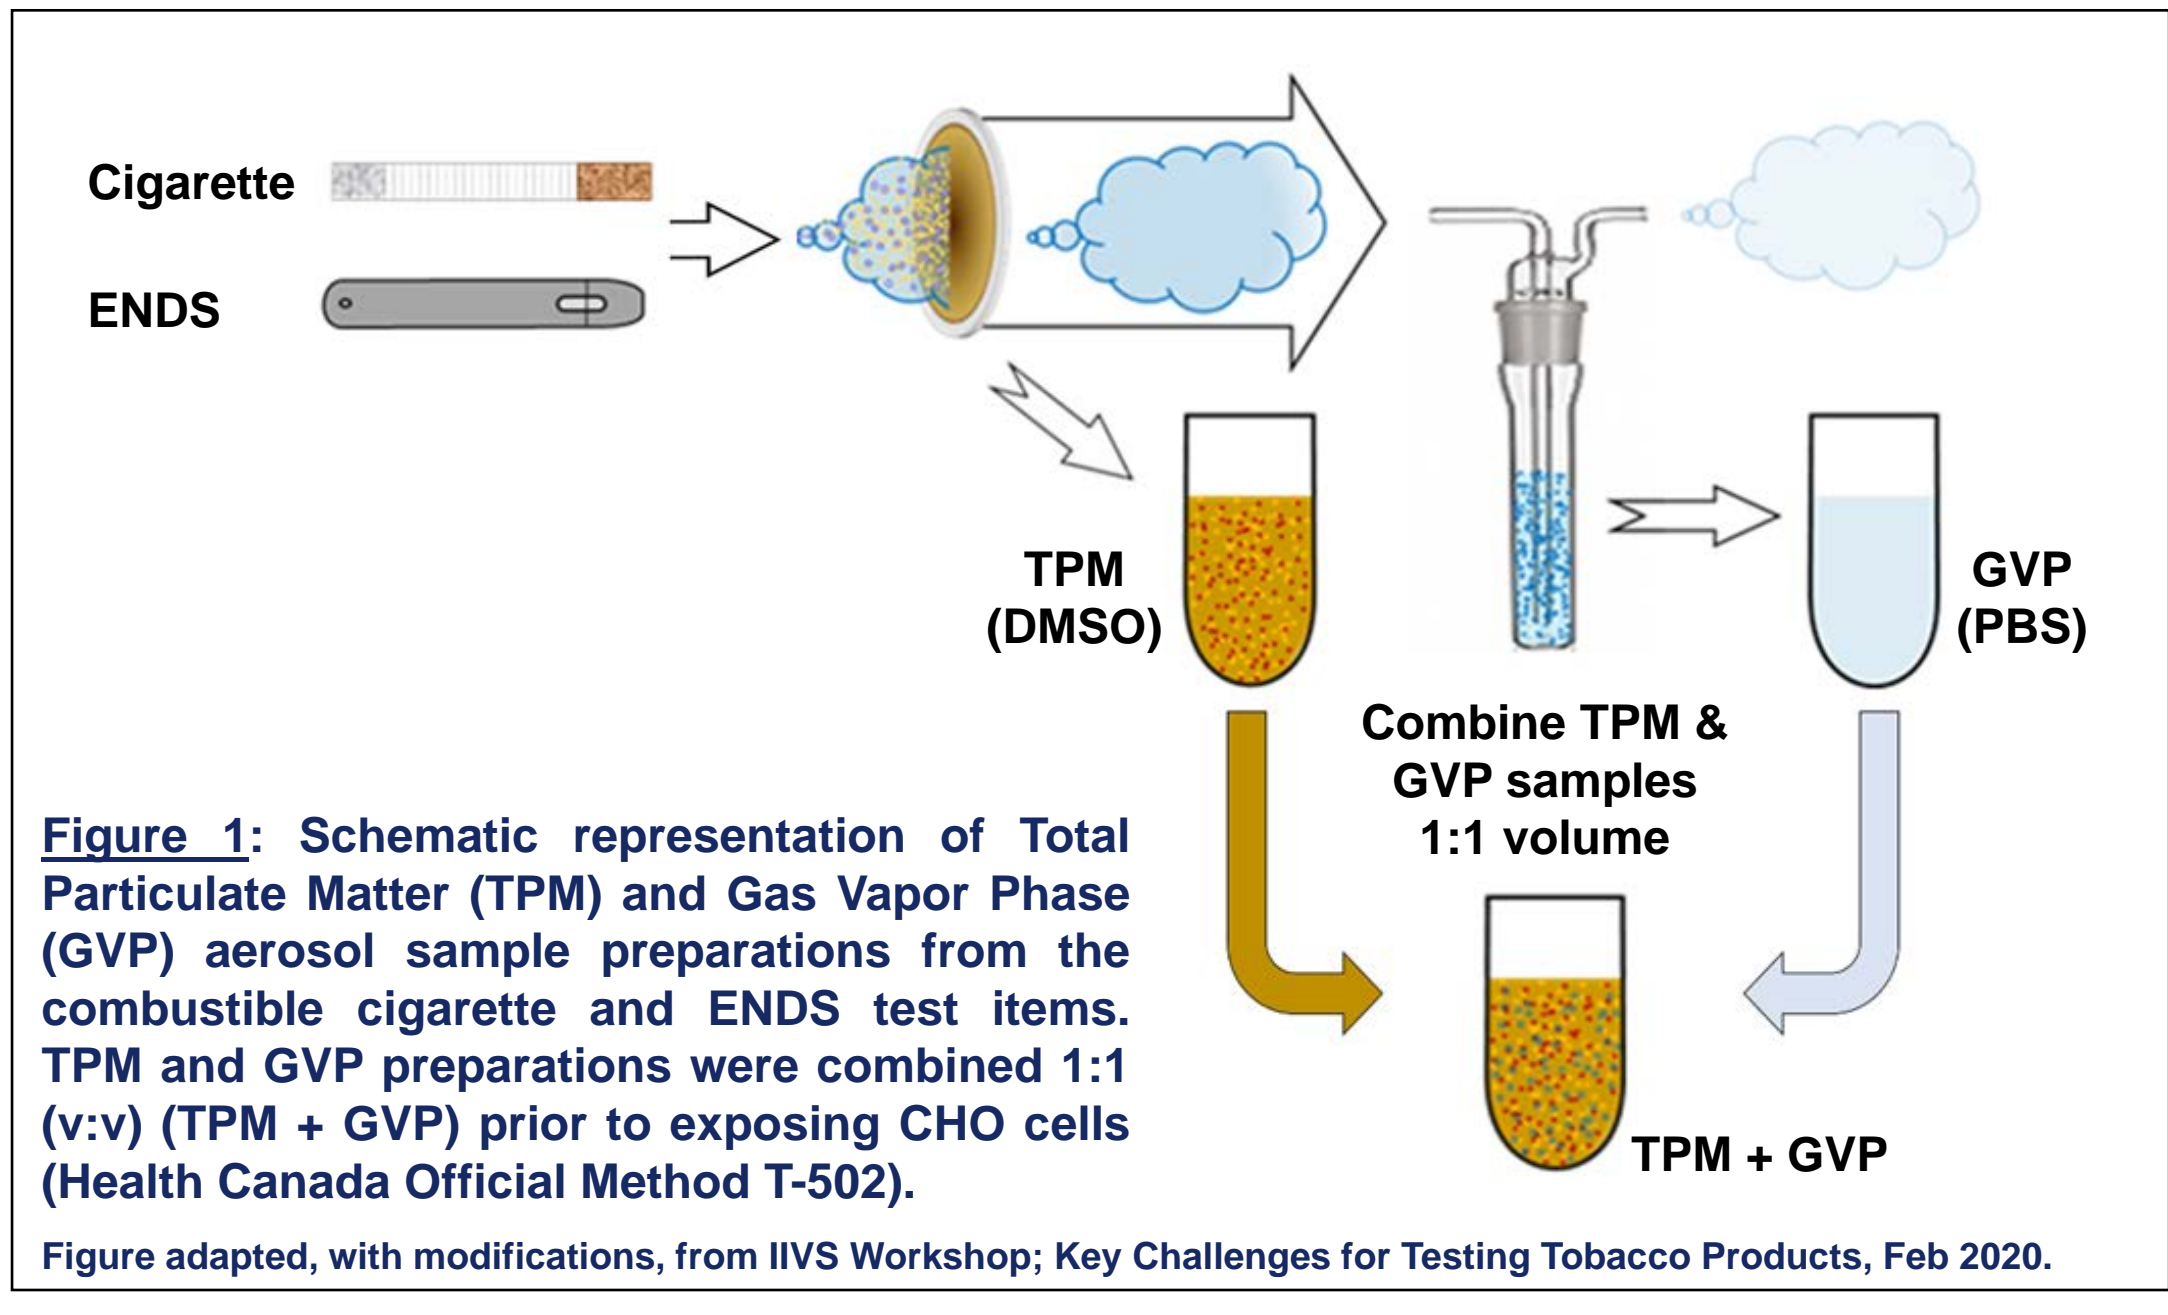 Cigarette
ENDS
TPM
(DMSO)
GVP
(PBS)
Combine TPM &
GVP samples
1:1 volume
TPM + GVP
Figure 1: Schematic representation of Total
Particulate Matter (TPM) and Gas Vapor Phase
(GVP) aerosol sample preparations from the
combustible cigarette and ENDS test items.
TPM and GVP preparations were combined 1:1
(v:v) (TPM + GVP) prior to exposing CHO cells
(Health Canada Official Method T-502).
Figure adapted, with modifications, from IIVS Workshop; Key Challenges for Testing Tobacco Products, Feb 2020.